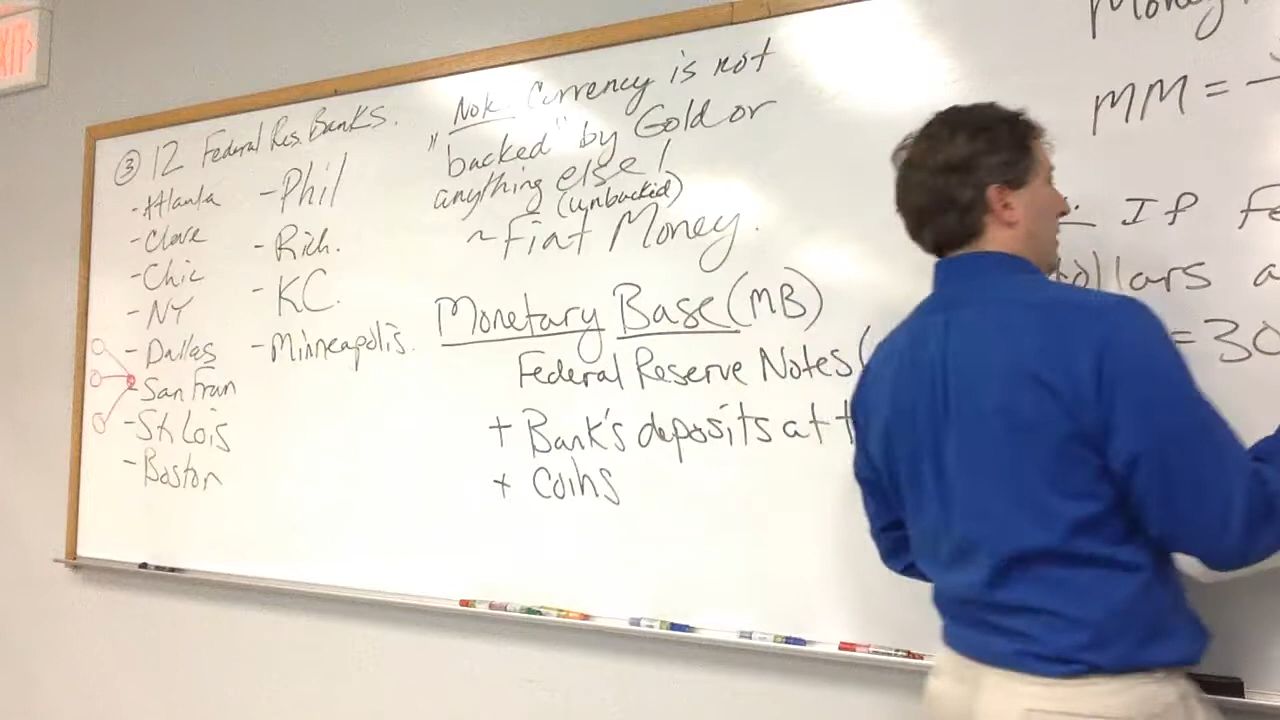 EXIT
③ 12 Federal Res. Banks.
- Atlanta
- Cleve
- Chic
- NY
- Dallas
- San Fran
- St. Lois
- Boston
- Phil
- Rich.
- KC.
- Minneapolis.
Note: Currency is not
"backed" by Gold or
anything else!
(unbacked)
~ Fiat Money.
Monetary Base (MB)
Federal Reserve Notes (
+ Bank's deposits at t
+ Coins
Money
MM =
If Fe
dollars a
= 30